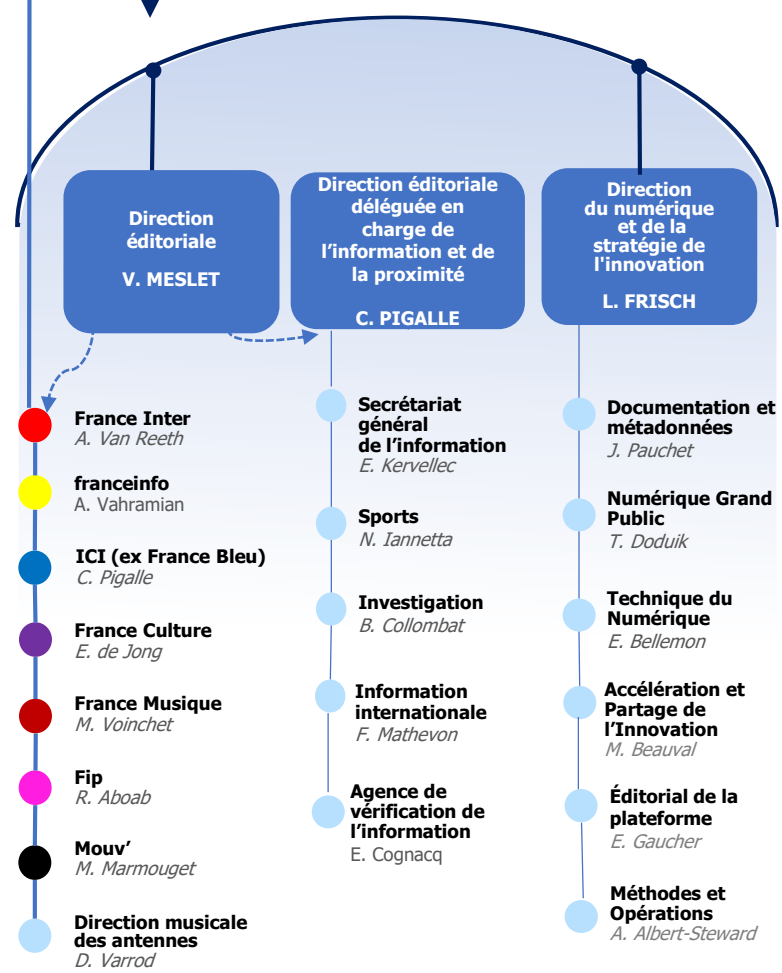 Direction
éditoriale
V. MESLET
France Inter
A. Van Reeth
franceinfo
A. Vahramian
ICI (ex France Bleu)
C. Pigalle
France Culture
E. de Jong
France Musique
M. Voinchet
Fip
R. Aboab
Mouv’
M. Marmouget
Direction musicale
des antennes
D. Varrod
Direction éditoriale
déléguée en
charge de
l’information et de
la proximité
C. PIGALLE
Secrétariat
général
de l’information
E. Kervellec
Sports
N. Iannetta
Investigation
B. Collombat
Information
internationale
F. Mathevon
Agence de
vérification de
l’information
E. Cognacq
Direction
du numérique
et de la
stratégie de
l'innovation
L. FRISCH
Documentation et
métadonnées
J. Pauchet
Numérique Grand
Public
T. Doduik
Technique du
Numérique
E. Bellemon
Accélération et
Partage de
l’Innovation
M. Beauval
Éditorial de la
plateforme
E. Gaucher
Méthodes et
Opérations
A. Albert-Steward